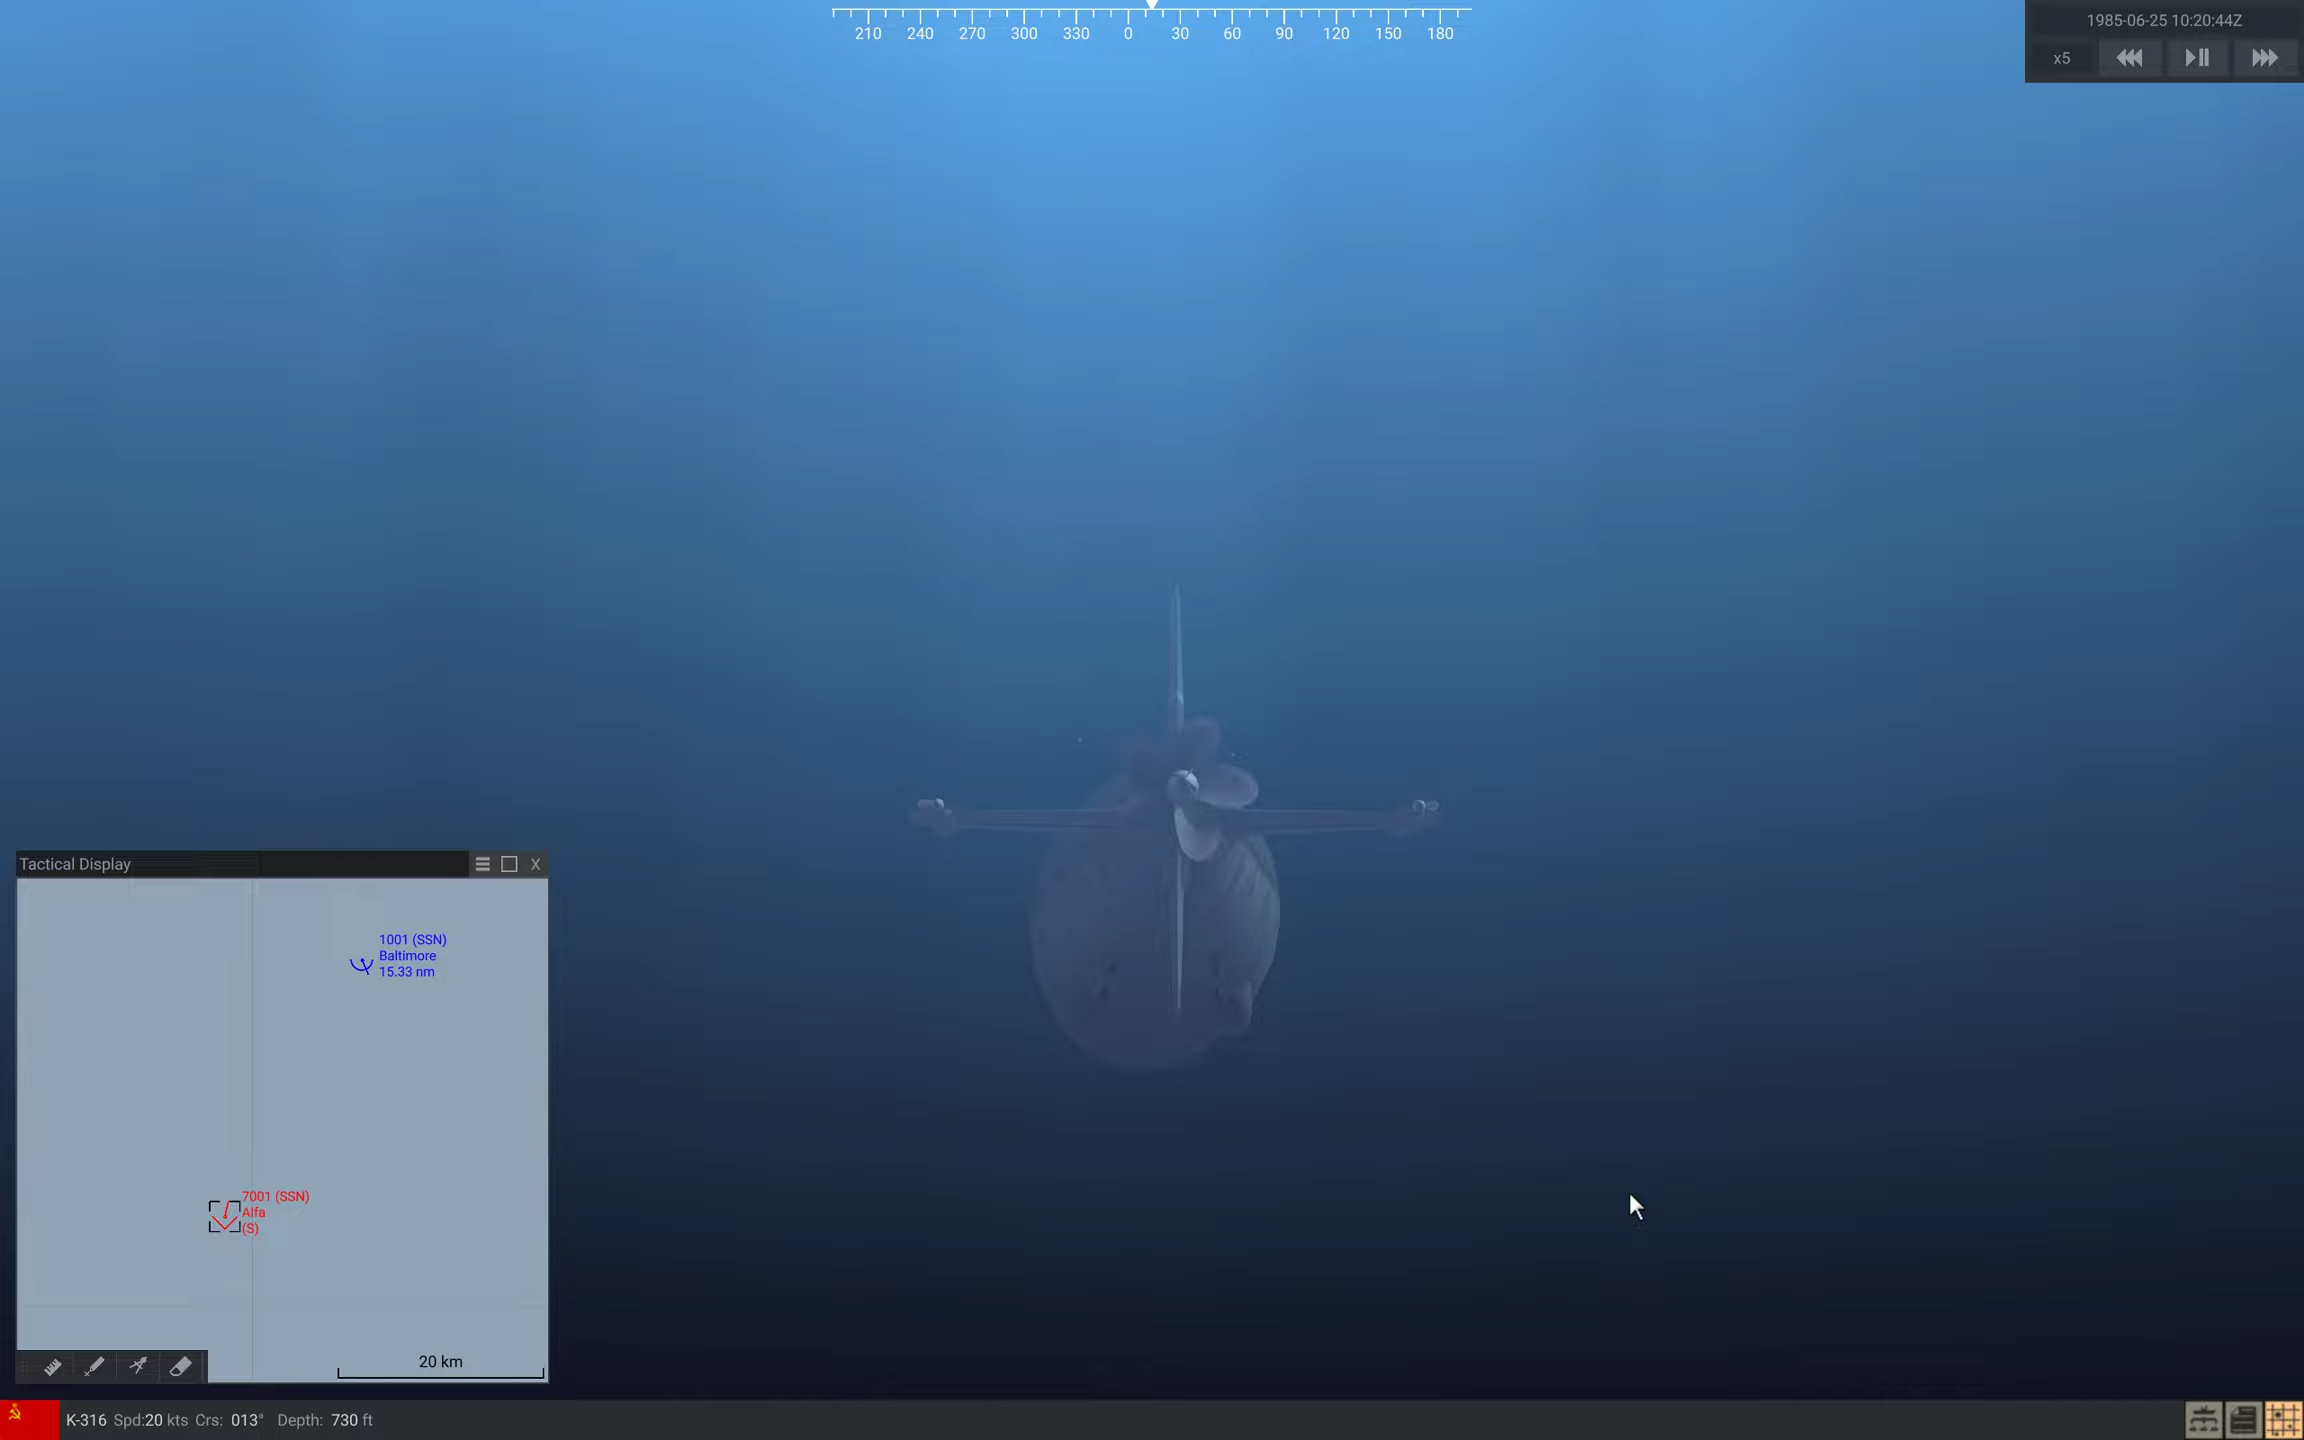 210 240 270 300 330 0 30 60 90 120 150 180
1985-06-25 10:20:44Z
x5
Tactical Display
X
1001 (SSN)
Baltimore
15.33 nm
7001 (SSN)
Alfa
(S)
20 km
K-316 Spd:20 kts Crs: 013° Depth: 730 ft